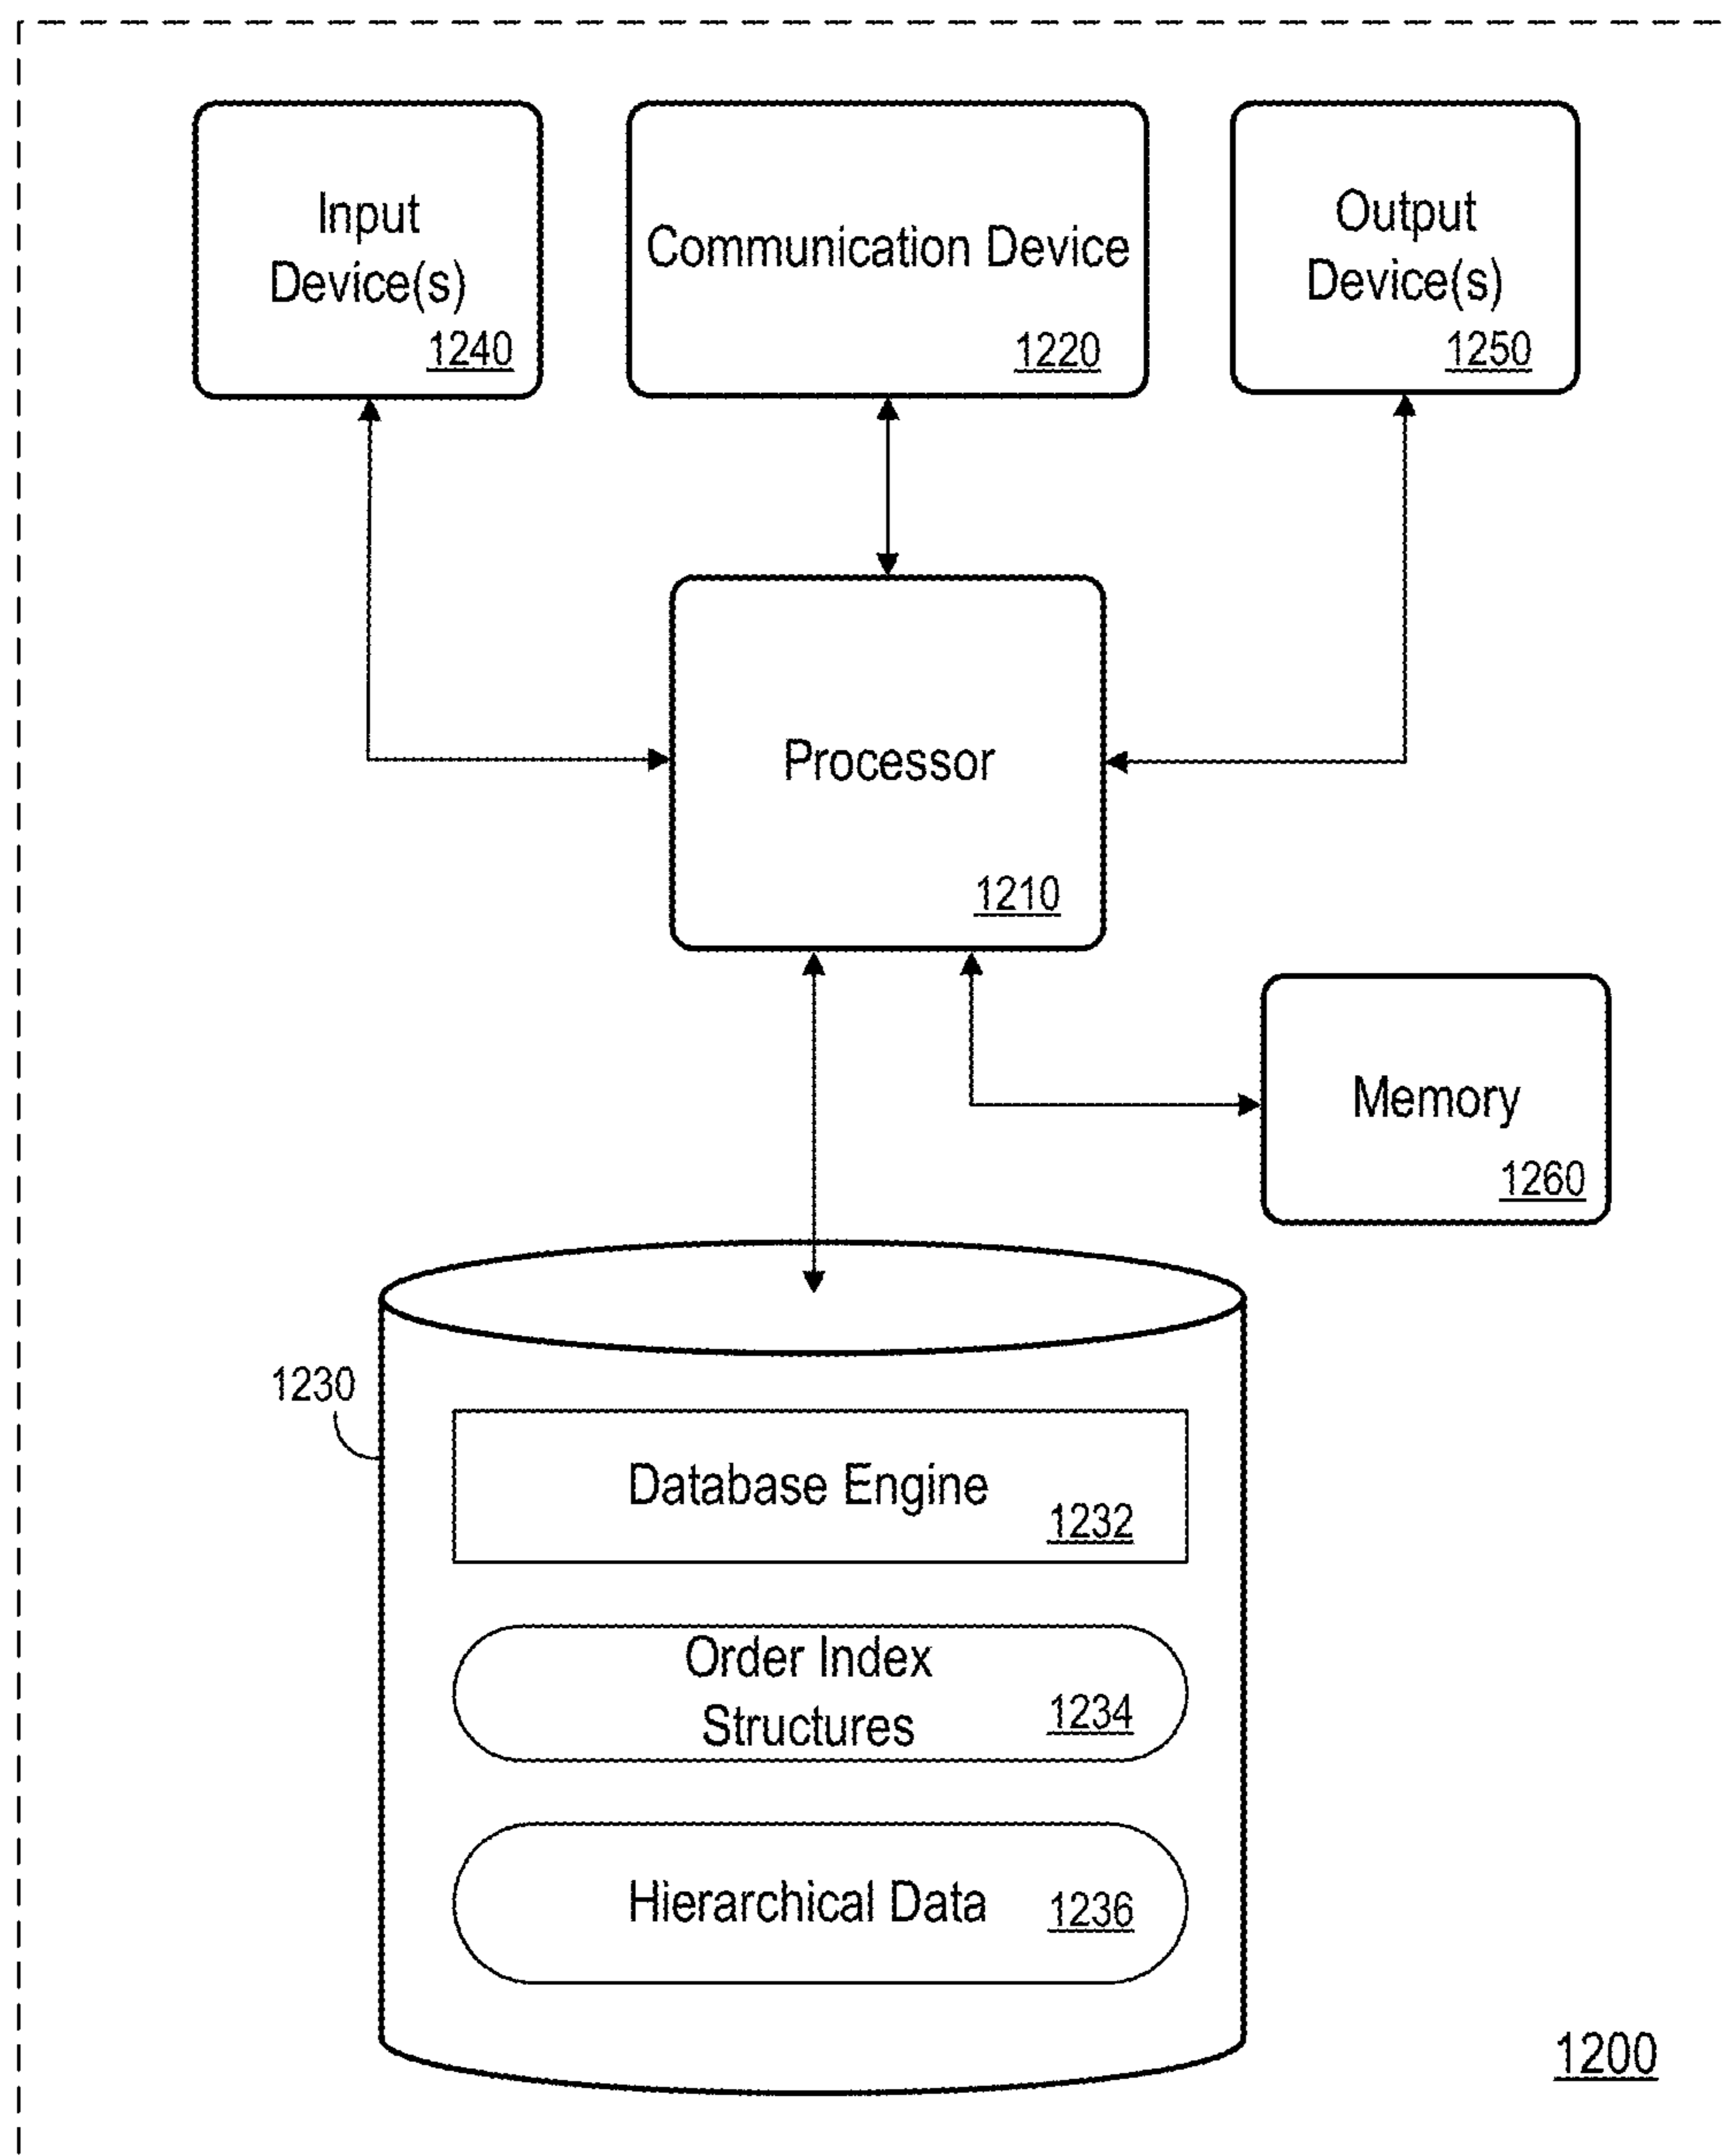 Input
Device(s)
1240
Communication Device
1220
Output
Device(s)
1250
Processor
1210
Memory
1260
1230
Database Engine
1232
Order Index
Structures
1234
Hierarchical Data
1236
1200